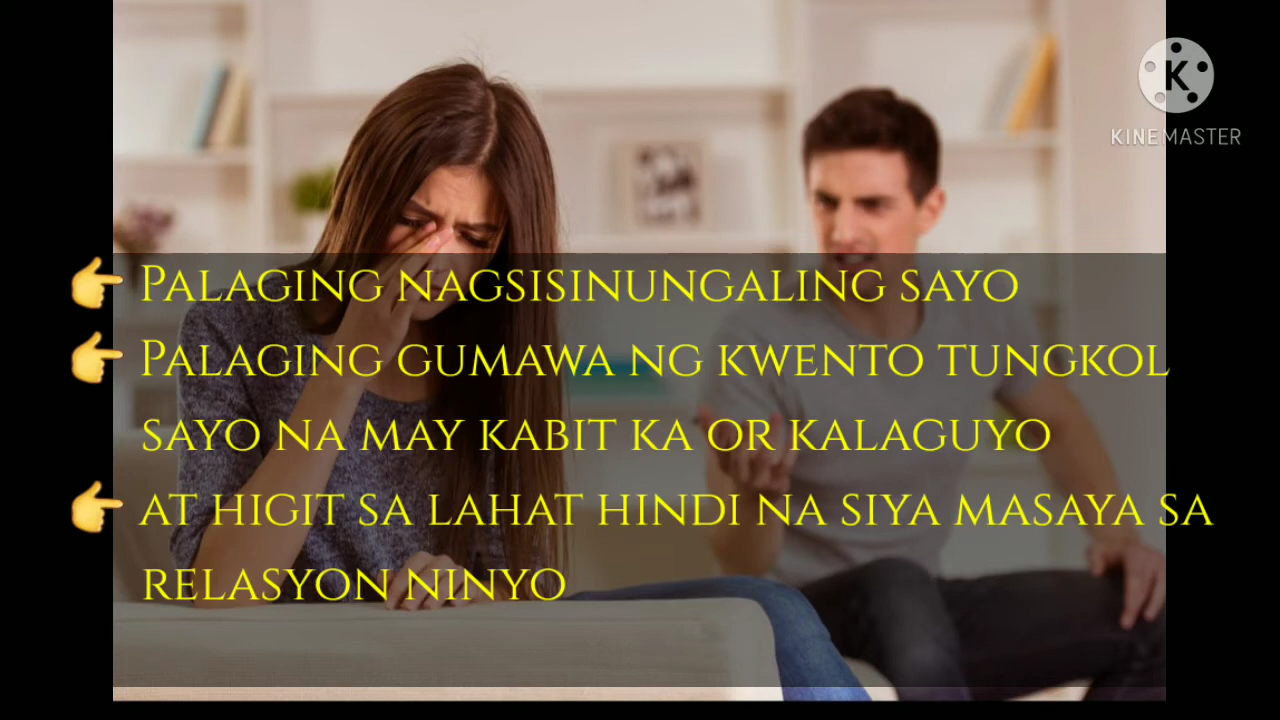 K
KINEMASTER
👉 Palaging nagsisinungaling sayo
👉 Palaging gumawa ng kwento tungkol
sayo na may kabit ka or kalaguyo
👉 at higit sa lahat hindi na siya masaya sa
relasyon ninyo